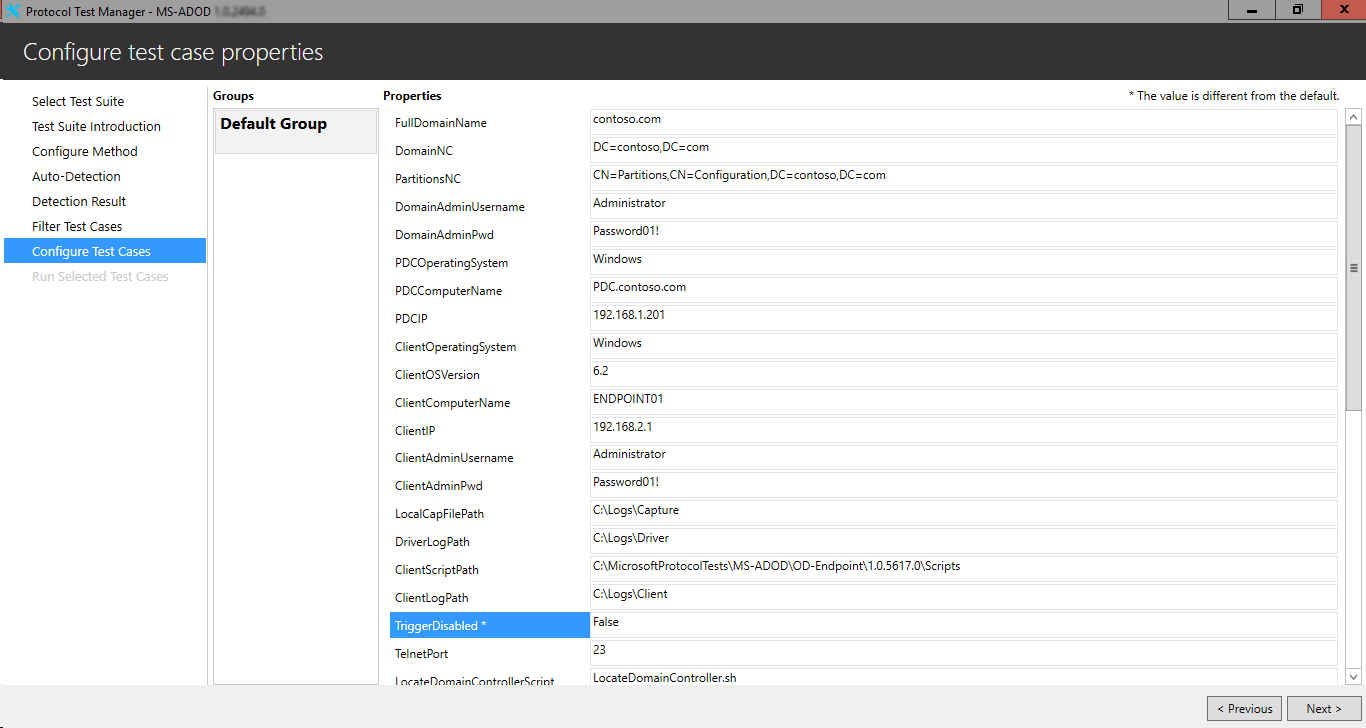 Protocol Test Manager - MS-ADOD
Configure test case properties
Select Test Suite
Test Suite Introduction
Configure Method
Auto-Detection
Detection Result
Filter Test Cases
Configure Test Cases
Run Selected Test Cases
Groups
Default Group
Properties
* The value is different from the default.
FullDomainName contoso.com
DomainNC DC=contoso,DC=com
PartitionsNC CN=Partitions,CN=Configuration,DC=contoso,DC=com
DomainAdminUsername Administrator
DomainAdminPwd Password01!
PDCOperatingSystem Windows
PDCComputerName PDC.contoso.com
PDCIP 192.168.1.201
ClientOperatingSystem Windows
ClientOSVersion 6.2
ClientComputerName ENDPOINT01
ClientIP 192.168.2.1
ClientAdminUsername Administrator
ClientAdminPwd Password01!
LocalCapFilePath C:\Logs\Capture
DriverLogPath C:\Logs\Driver
ClientScriptPath C:\MicrosoftProtocolTests\MS-ADOD\OD-Endpoint\1.0.5617.0\Scripts
ClientLogPath C:\Logs\Client
TriggerDisabled * False
TelnetPort 23
LocateDomainControllerScript LocateDomainController.sh
< Previous
Next >